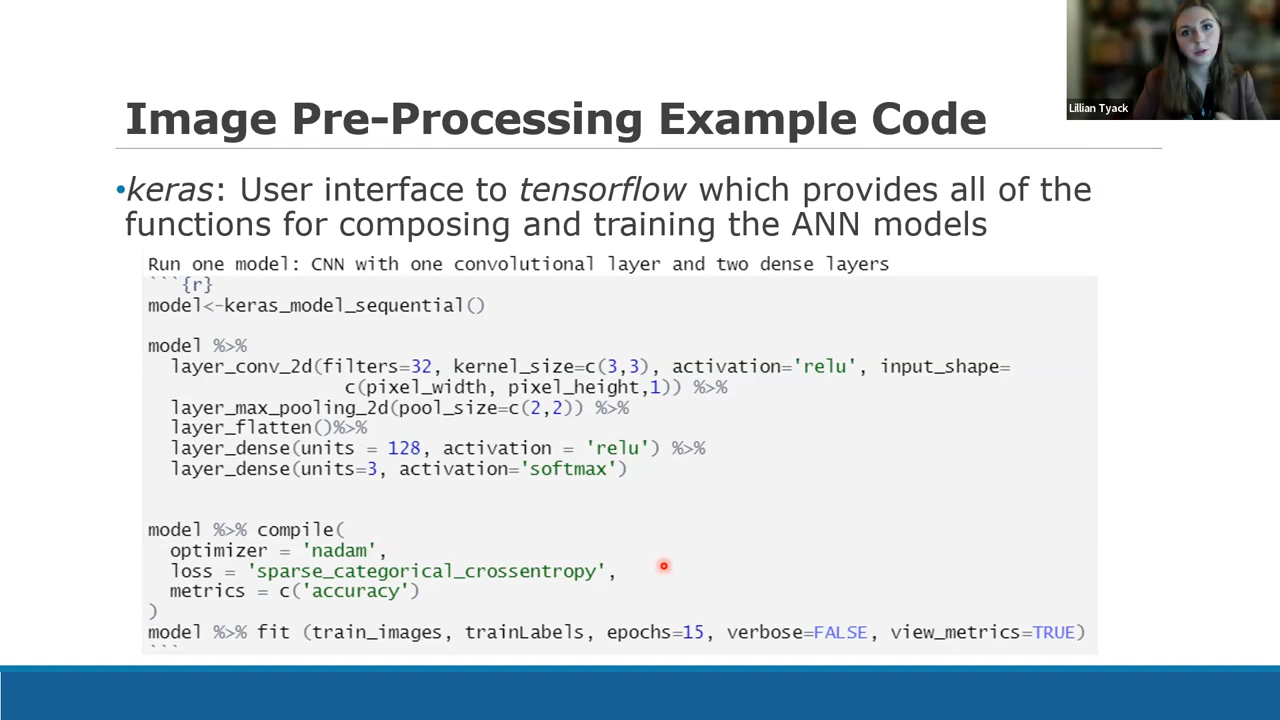 Lillian Tyack
Image Pre-Processing Example Code
•keras: User interface to tensorflow which provides all of the
functions for composing and training the ANN models
Run one model: CNN with one convolutional layer and two dense layers
```{r}
model<-keras_model_sequential()
model %>%
  layer_conv_2d(filters=32, kernel_size=c(3,3), activation='relu', input_shape=
                c(pixel_width, pixel_height,1)) %>%
  layer_max_pooling_2d(pool_size=c(2,2)) %>%
  layer_flatten()%>%
  layer_dense(units = 128, activation = 'relu') %>%
  layer_dense(units=3, activation='softmax')
model %>% compile(
  optimizer = 'nadam',
  loss = 'sparse_categorical_crossentropy',
  metrics = c('accuracy')
)
model %>% fit (train_images, trainLabels, epochs=15, verbose=FALSE, view_metrics=TRUE)
```